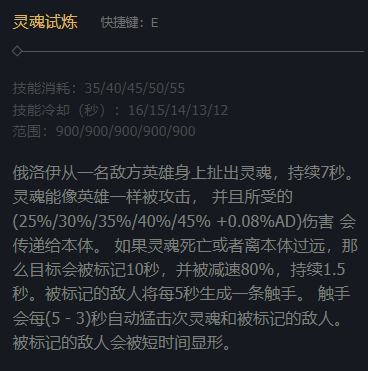 灵魂试炼 快捷键：E
技能消耗：35/40/45/50/55
技能冷却（秒）：16/15/14/13/12
范围：900/900/900/900/900
俄洛伊从一名敌方英雄身上扯出灵魂，持续7秒。
灵魂能像英雄一样被攻击， 并且所受的
(25%/30%/35%/40%/45% +0.08%AD)伤害 会
传递给本体。 如果灵魂死亡或者离本体过远，那
么目标会被标记10秒，并被减速80%，持续1.5
秒。被标记的敌人将每5秒生成一条触手。 触手
会每(5 - 3)秒自动猛击次灵魂和被标记的敌人。
被标记的敌人会被短时间显形。